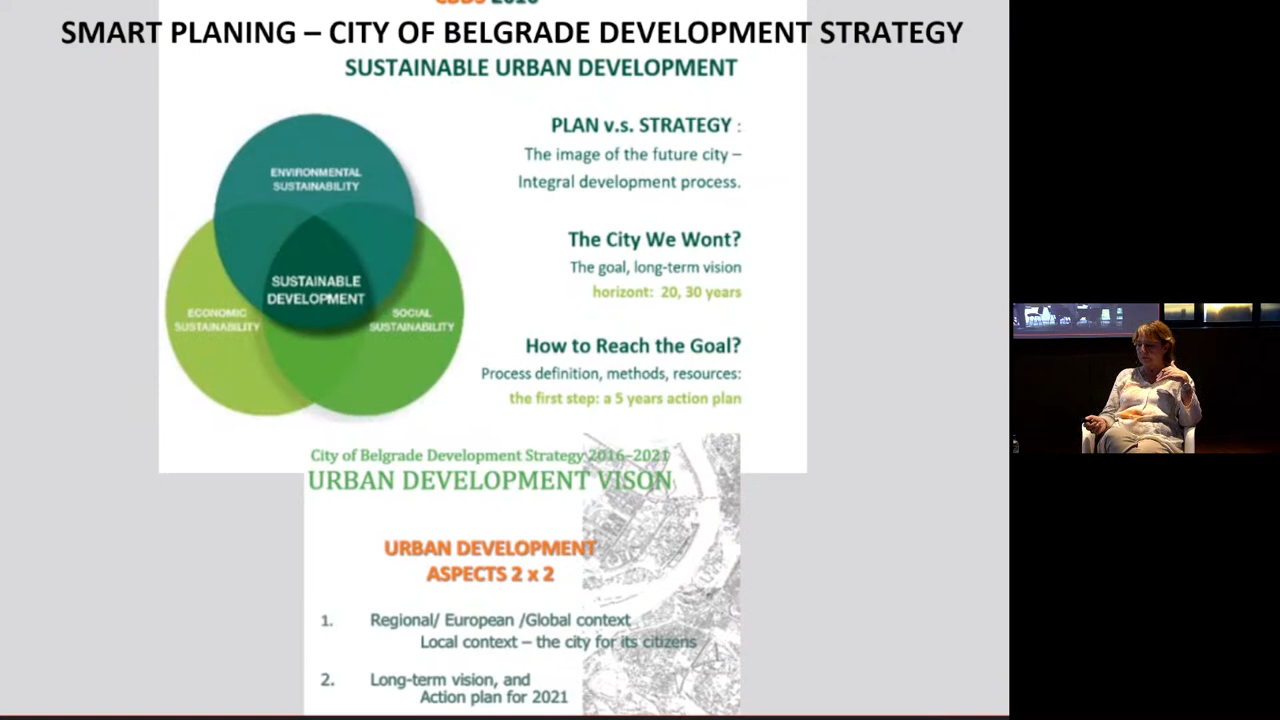 CBDS 2016
SMART PLANING – CITY OF BELGRADE DEVELOPMENT STRATEGY
SUSTAINABLE URBAN DEVELOPMENT
ENVIRONMENTAL
SUSTAINABILITY
SUSTAINABLE
DEVELOPMENT
ECONOMIC
SUSTAINABILITY
SOCIAL
SUSTAINABILITY
PLAN v.s. STRATEGY :
The image of the future city –
Integral development process.
The City We Wont?
The goal, long-term vision
horizont: 20, 30 years
How to Reach the Goal?
Process definition, methods, resources:
the first step: a 5 years action plan
City of Belgrade Development Strategy 2016–2021
URBAN DEVELOPMENT VISON
URBAN DEVELOPMENT
ASPECTS 2 x 2
1. Regional/ European /Global context
Local context – the city for its citizens
2. Long-term vision, and
Action plan for 2021